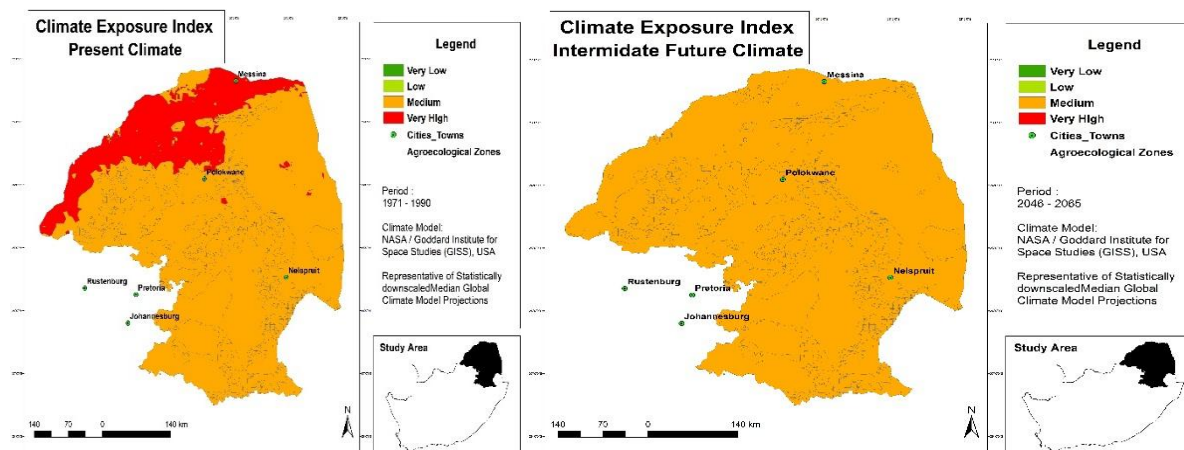 Climate Exposure Index
Present Climate
Messina
Polokwane
Nelspruit
Rustenburg
Pretoria
Johannesburg
140 70 0 140 km
Legend
Very Low
Low
Medium
Very HIgh
Cities_Towns
Agroecological Zones
Period :
1971 - 1990
Climate Model:
NASA / Goddard Institute for
Space Studies (GISS), USA
Representative of Statistically
downscaledMedian Global
Climate Model Projections
Study Area
N
Climate Exposure Index
Intermidate Future Climate
Messina
Polokwane
Nelspruit
Rustenburg
Pretoria
Johannesburg
140 70 0 140 km
Legend
Very Low
Low
Medium
Very HIgh
Cities_Towns
Agroecological Zones
Period :
2046 - 2065
Climate Model:
NASA / Goddard Institute for
Space Studies (GISS), USA
Representative of Statistically
downscaledMedian Global
Climate Model Projections
Study Area
N